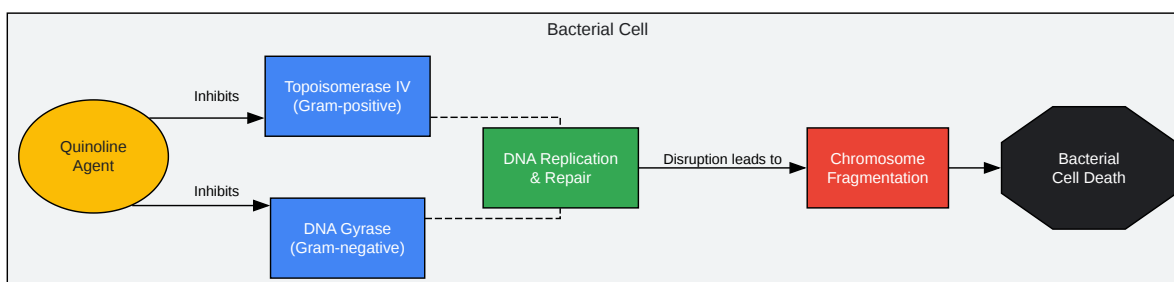 Bacterial Cell
Quinoline
Agent
Inhibits
Topoisomerase IV
(Gram-positive)
Inhibits
DNA Gyrase
(Gram-negative)
DNA Replication
& Repair
Disruption leads to
Chromosome
Fragmentation
Bacterial
Cell Death